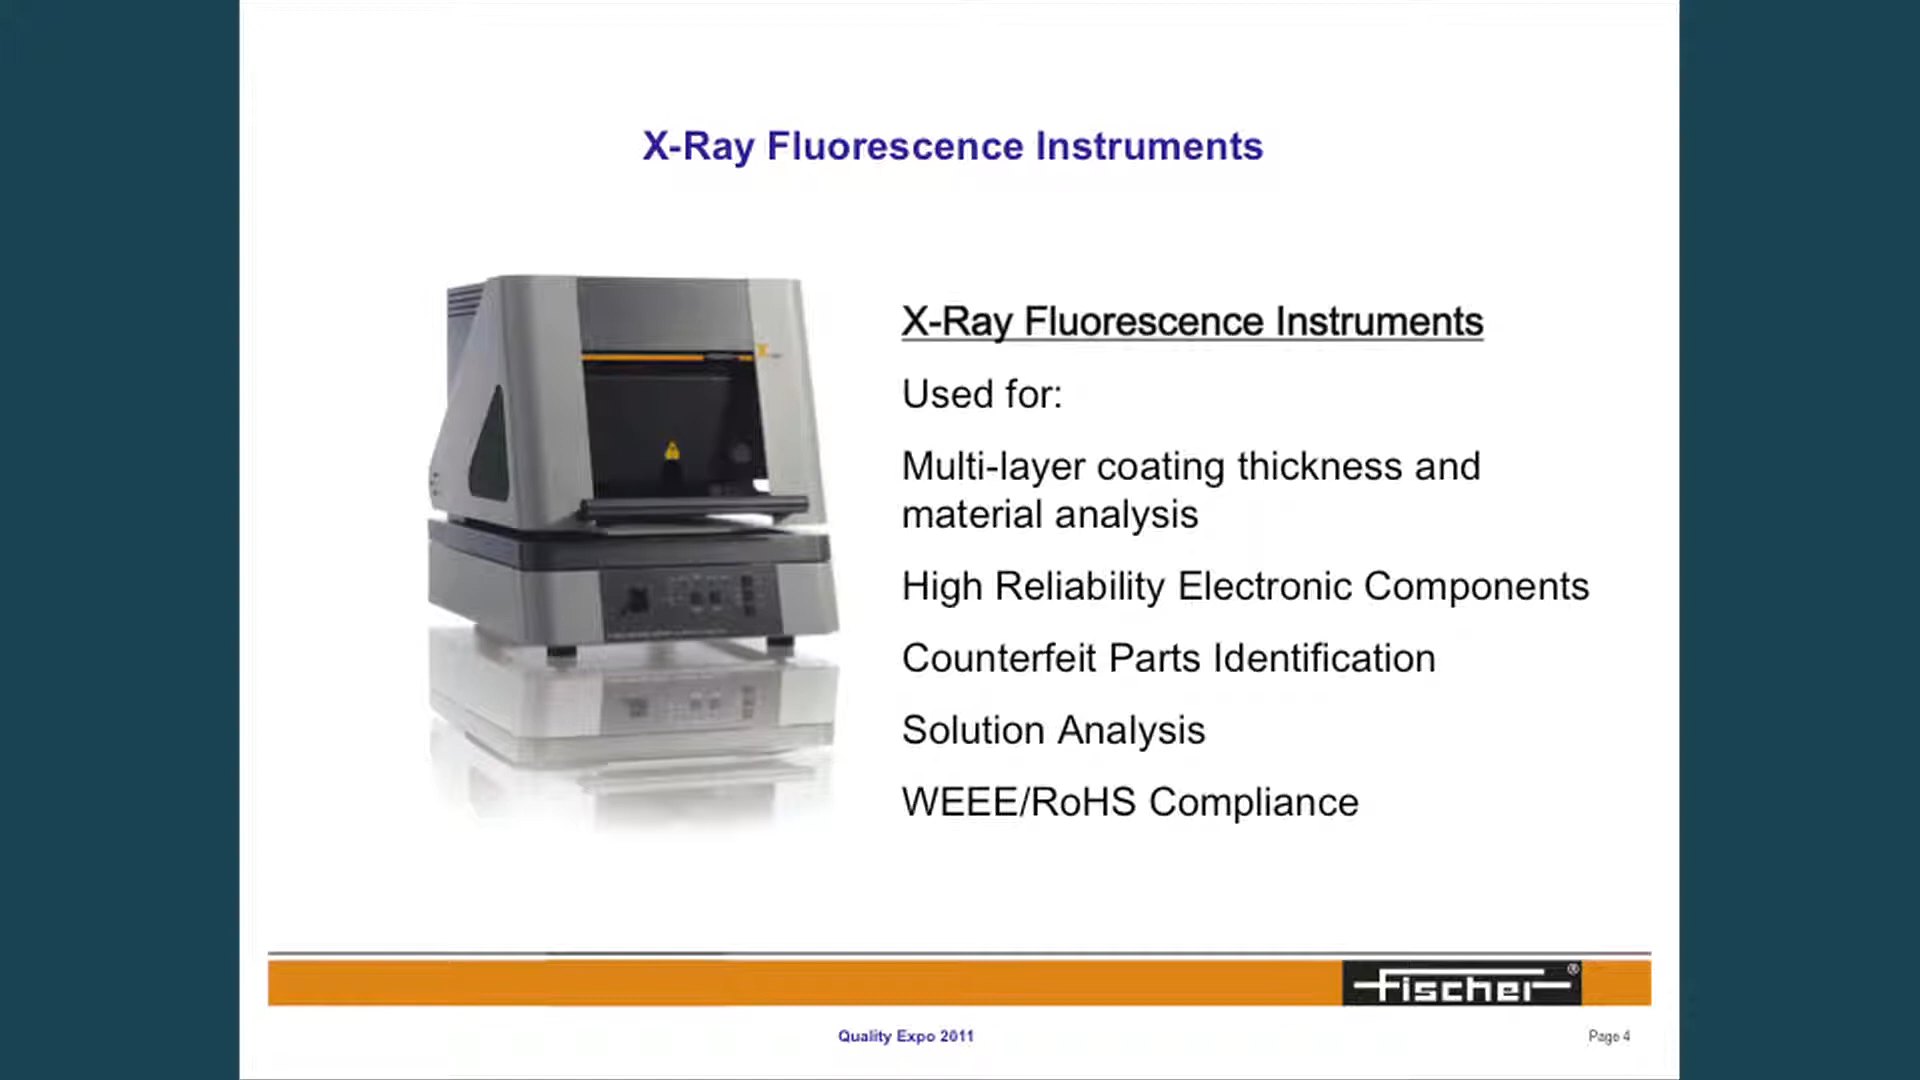 X-Ray Fluorescence Instruments
X-Ray Fluorescence Instruments
Used for:
Multi-layer coating thickness and
material analysis
High Reliability Electronic Components
Counterfeit Parts Identification
Solution Analysis
WEEE/RoHS Compliance
Fischer®
Quality Expo 2011
Page 4